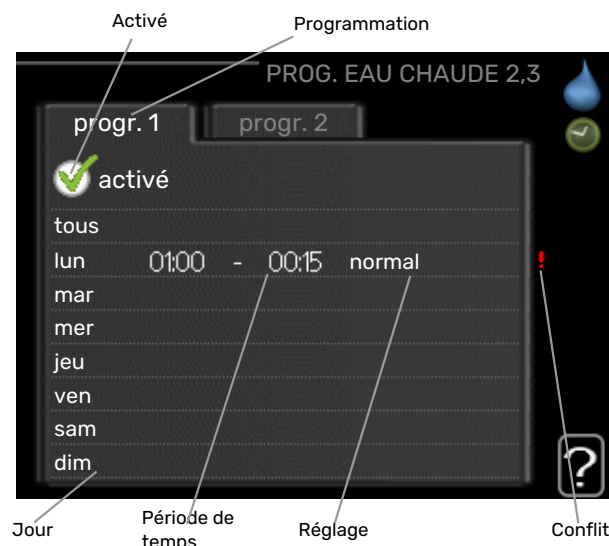 Activé
Programmation
PROG. EAU CHAUDE 2,3
progr. 1
progr. 2
activé
tous
lun 01:00 - 00:15 normal !
mar
mer
jeu
ven
sam
dim
?
Jour
Période de
temps
Réglage
Conflit